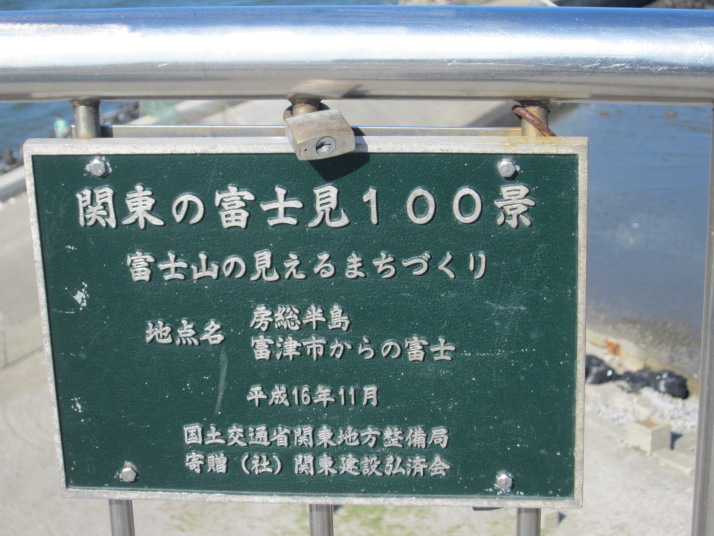 関東の富士見１００景
富士山の見えるまちづくり
地点名 房総半島
富津市からの富士
平成16年11月
国土交通省関東地方整備局
寄贈（社）関東建設弘済会